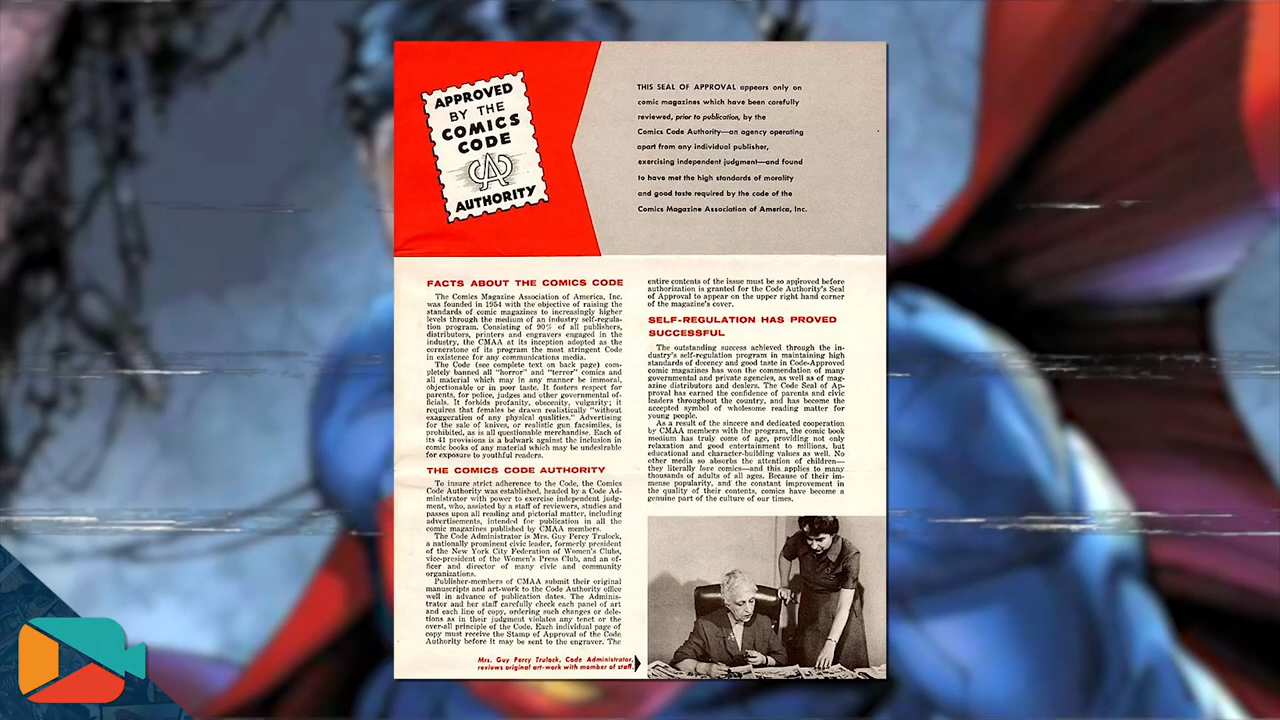 APPROVED
BY THE
COMICS
CODE
CA
AUTHORITY
THIS SEAL OF APPROVAL appears only on
comic magazines which have been carefully
reviewed, prior to publication, by the
Comics Code Authority—an agency operating
apart from any individual publisher,
exercising independent judgment—and found
to have met the high standards of morality
and good taste required by the code of the
Comics Magazine Association of America, Inc.
FACTS ABOUT THE COMICS CODE
The Comics Magazine Association of America, Inc.
was founded in 1954 with the objective of raising the
standards of comic magazines to increasingly higher
levels through the medium of an industry self-regula-
tion program. Consisting of 90% of all publishers,
distributors, printers and engravers engaged in the
industry, the CMAA at its inception adopted as the
cornerstone of its program the most stringent Code
in existence for any communications media.
The Code (see complete text on back page) com-
pletely banned all "horror" and "terror" comics and
all material which may in any manner be immoral,
objectionable or in poor taste. It fosters respect for
parents, for police, judges and other governmental of-
ficials. It forbids profanity, obscenity, vulgarity; it
requires that females be drawn realistically "without
exaggeration of any physical qualities." Advertising
for the sale of knives, or realistic gun facsimiles, is
prohibited, as is all questionable merchandise. Each of
its 41 provisions is a bulwark against the inclusion in
comic books of any material which may be undesirable
for exposure to youthful readers.
THE COMICS CODE AUTHORITY
To insure strict adherence to the Code, the Comics
Code Authority was established, headed by a Code Ad-
ministrator with power to exercise independent judg-
ment, who, assisted by a staff of reviewers, studies and
passes upon all reading and pictorial matter, including
advertisements, intended for publication in all the
comic magazines published by CMAA members.
The Code Administrator is Mrs. Guy Percy Trulock,
a nationally prominent civic leader, formerly president
of the New York City Federation of Women's Clubs,
vice-president of the Women's Press Club, and an of-
ficer and director of many civic and community
organizations.
Publisher-members of CMAA submit their original
manuscripts and art-work to the Code Authority office
well in advance of publication dates. The Adminis-
trator and her staff carefully check each panel of art
and each line of copy, ordering such changes or dele-
tions as in their judgment violates any tenet or the
over-all principle of the Code. Each individual page of
copy must receive the Stamp of Approval of the Code
Authority before it may be sent to the engraver. The
entire contents of the issue must be so approved before
authorization is granted for the Code Authority's Seal
of Approval to appear on the upper right hand corner
of the magazine's cover.
SELF-REGULATION HAS PROVED
SUCCESSFUL
The outstanding success achieved through the in-
dustry's self-regulation program in maintaining high
standards of decency and good taste in Code-Approved
comic magazines has won the commendation of many
governmental and private agencies, as well as of mag-
azine distributors and dealers. The Code Seal of Ap-
proval has earned the confidence of parents and civic
leaders throughout the country, and has become the
accepted symbol of wholesome reading matter for
young people.
As a result of the sincere and dedicated cooperation
by CMAA members with the program, the comic book
medium has truly come of age, providing not only
relaxation and good entertainment to millions, but
educational and character-building values as well. No
other media so absorbs the attention of children—
they literally love comics—and this applies to many
thousands of adults of all ages. Because of their im-
mense popularity, and the constant improvement in
the quality of their contents, comics have become a
genuine part of the culture of our times.
Mrs. Guy Percy Trulock, Code Administrator,
reviews original art-work with member of staff.